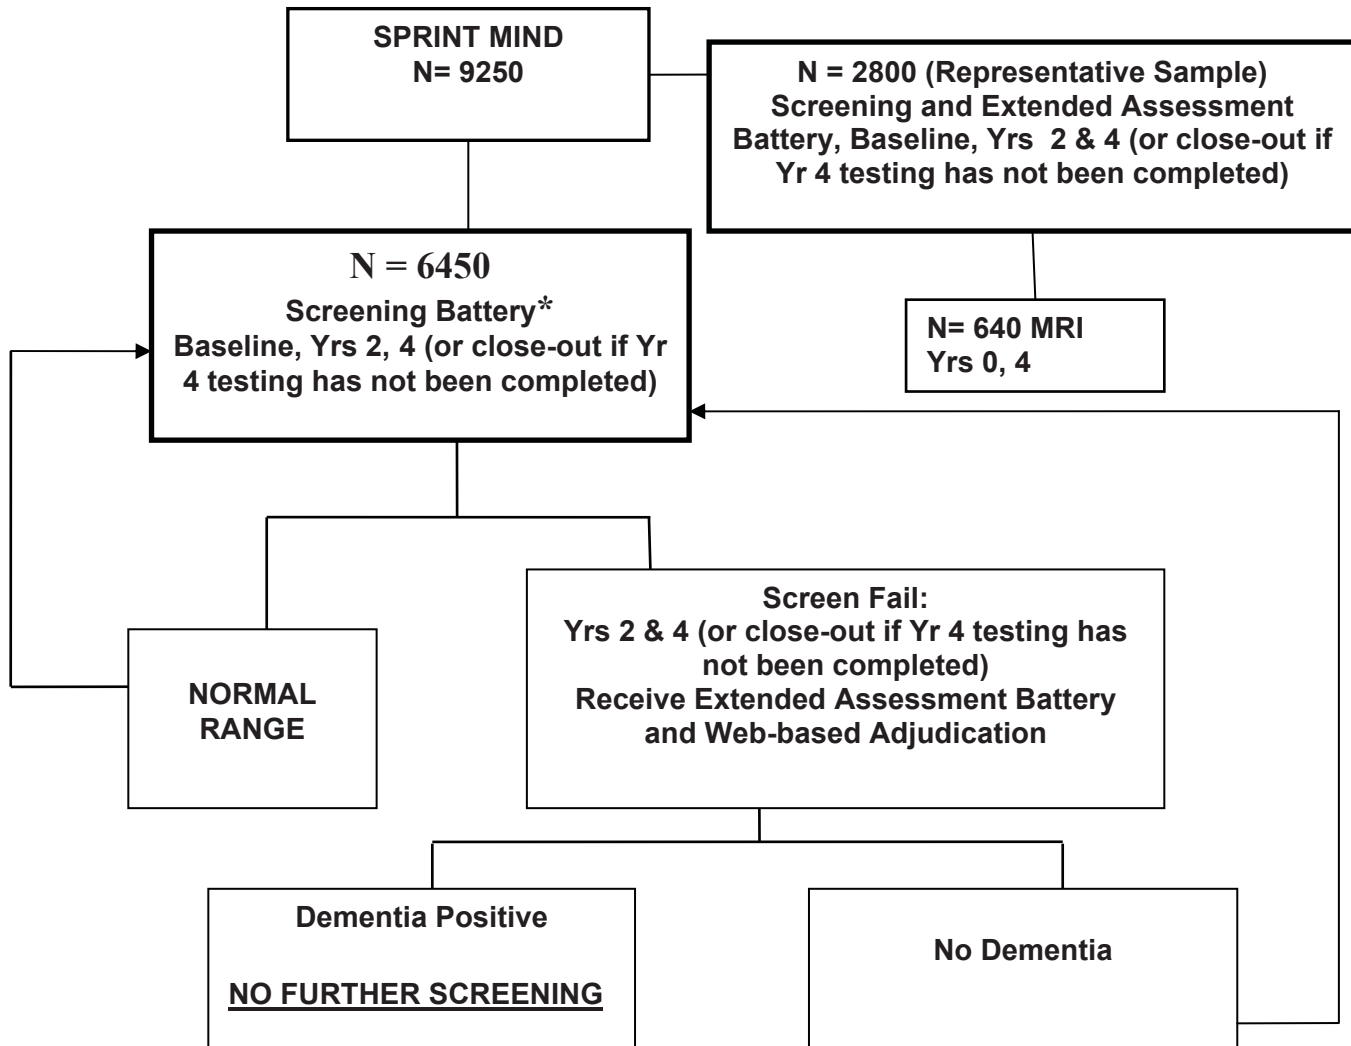 SPRINT MIND
N= 9250
N = 2800 (Representative Sample)
Screening and Extended Assessment
Battery, Baseline, Yrs 2 & 4 (or close-out if
Yr 4 testing has not been completed)
N = 6450
Screening Battery*
Baseline, Yrs 2, 4 (or close-out if Yr
4 testing has not been completed)
N= 640 MRI
Yrs 0, 4
NORMAL
RANGE
Screen Fail:
Yrs 2 & 4 (or close-out if Yr 4 testing has
not been completed)
Receive Extended Assessment Battery
and Web-based Adjudication
Dementia Positive
NO FURTHER SCREENING
No Dementia